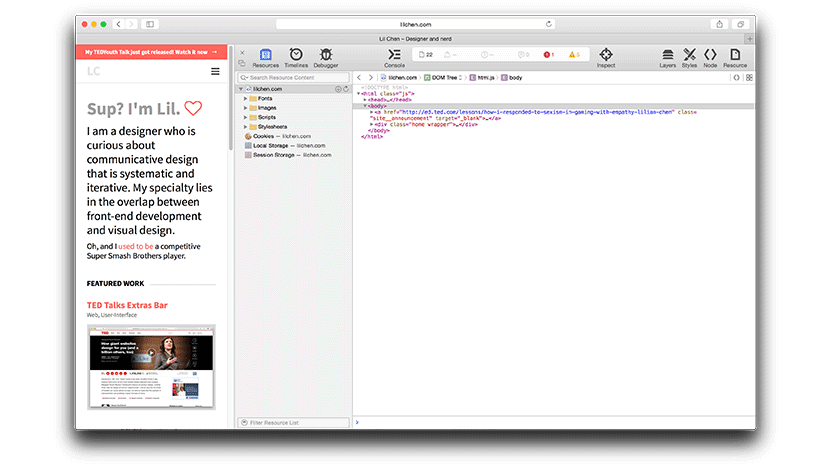 lilchen.com
Lil Chen – Designer and nerd
My TEDYouth Talk just got released! Watch it now →
LC
Sup? I'm Lil.
I am a designer who is
curious about
communicative design
that is systematic and
iterative. My specialty lies
in the overlap between
front-end development
and visual design.
Oh, and I used to be a competitive
Super Smash Brothers player.
FEATURED WORK
TED Talks Extras Bar
Web, User-Interface
TED
How giant websites
design for you (and a
billion others, too)
Resources
Timelines
Debugger
Search Resource Content
lilchen.com
Fonts
Images
Scripts
Stylesheets
Cookies — lilchen.com
Local Storage — lilchen.com
Session Storage — lilchen.com
Filter Resource List
Console
22
—
—
0
1
3
Inspect
Layers
Styles
Node
Resource
lilchen.com
DOM Tree
html.js
body
<!DOCTYPE html>
<html class="js">
<head>…</head>
<body>
<a href="http://ed.ted.com/lessons/how-i-responded-to-sexism-in-gaming-with-empathy-lilian-chen" class=
"site__announcement" target="_blank">…</a>
<div class="home wrapper">…</div>
</body>
</html>